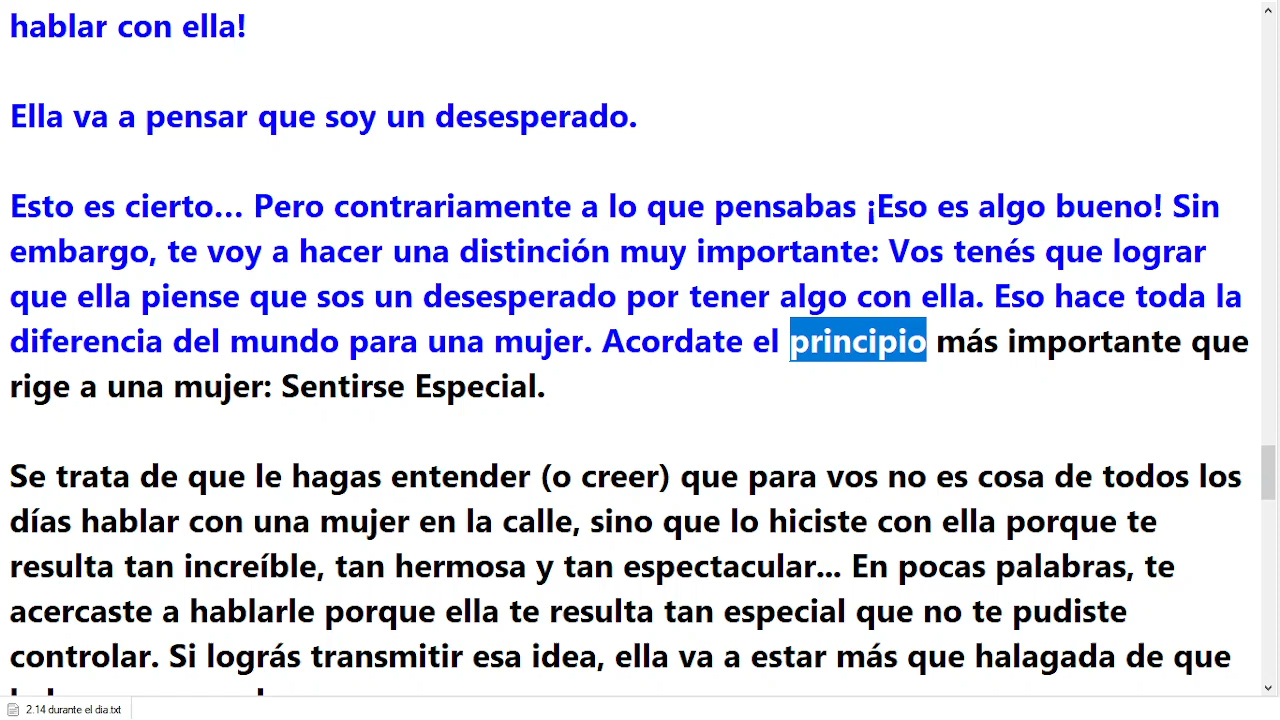 hablar con ella!
Ella va a pensar que soy un desesperado.
Esto es cierto... Pero contrariamente a lo que pensabas ¡Eso es algo bueno! Sin
embargo, te voy a hacer una distinción muy importante: Vos tenés que lograr
que ella piense que sos un desesperado por tener algo con ella. Eso hace toda la
diferencia del mundo para una mujer. Acordate el principio más importante que
rige a una mujer: Sentirse Especial.
Se trata de que le hagas entender (o creer) que para vos no es cosa de todos los
días hablar con una mujer en la calle, sino que lo hiciste con ella porque te
resulta tan increíble, tan hermosa y tan espectacular... En pocas palabras, te
acercaste a hablarle porque ella te resulta tan especial que no te pudiste
controlar. Si lográs transmitir esa idea, ella va a estar más que halagada de que
2.14 durante el dia.txt